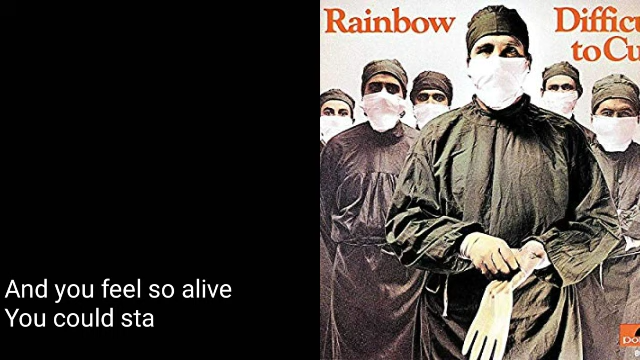 And you feel so alive
You could sta
Rainbow
Difficu
to Cu